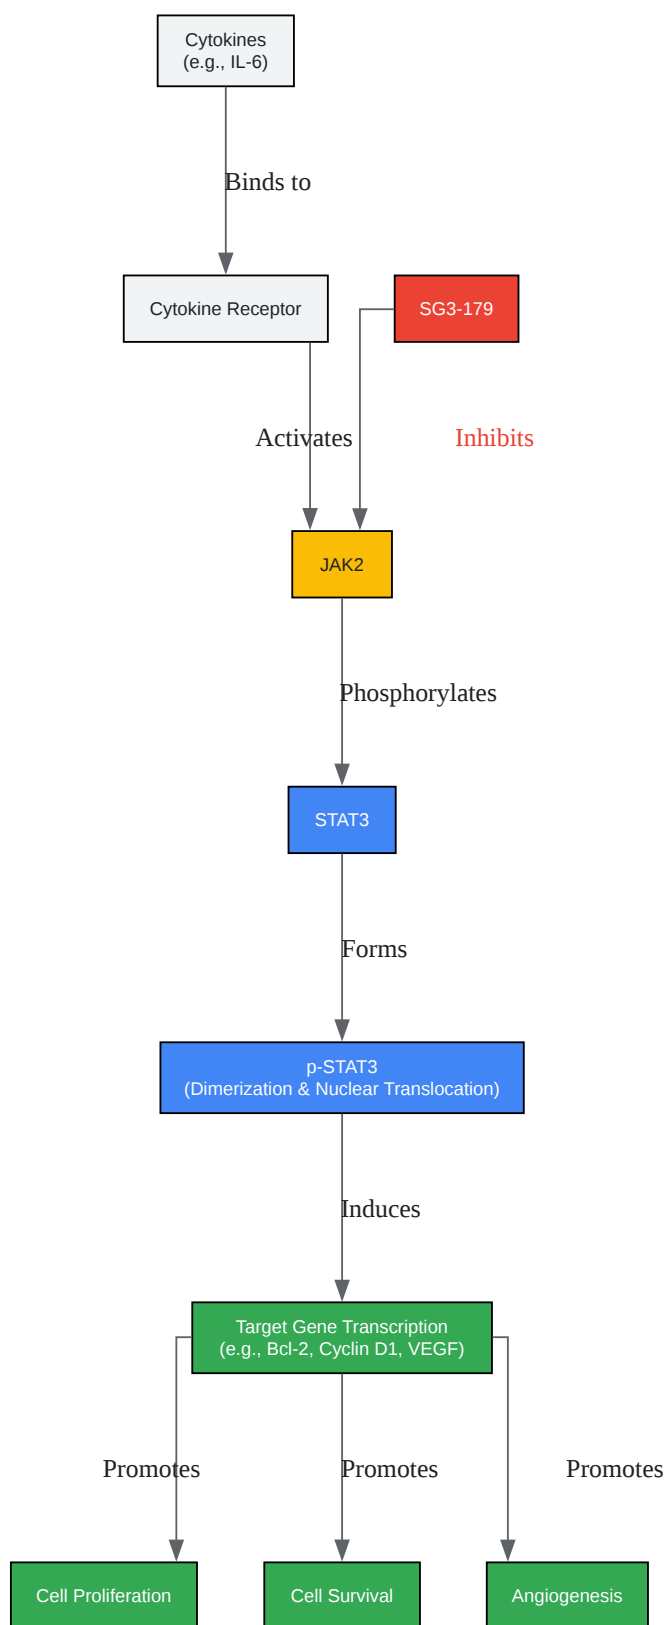 Cytokines
(e.g., IL-6)
Binds to
Cytokine Receptor
SG3-179
Activates
Inhibits
JAK2
Phosphorylates
STAT3
Forms
p-STAT3
(Dimerization & Nuclear Translocation)
Induces
Target Gene Transcription
(e.g., Bcl-2, Cyclin D1, VEGF)
Promotes
Promotes
Promotes
Cell Proliferation
Cell Survival
Angiogenesis